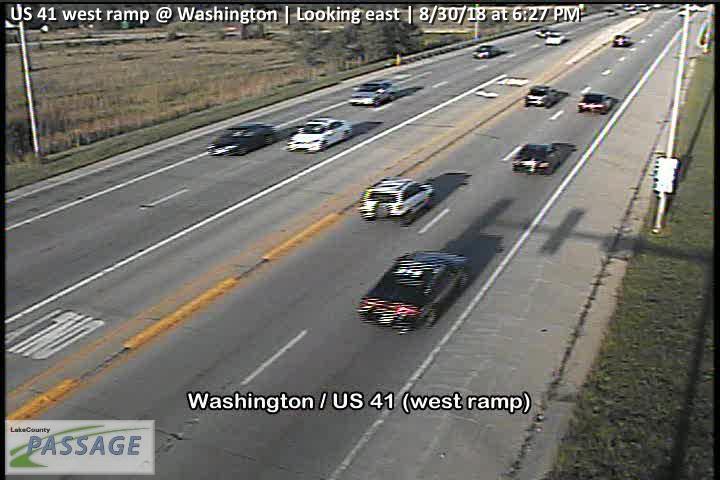 US 41 west ramp @ Washington | Looking east | 8/30/18 at 6:27 PM
Washington / US 41 (west ramp)
LakeCounty
PASSAGE